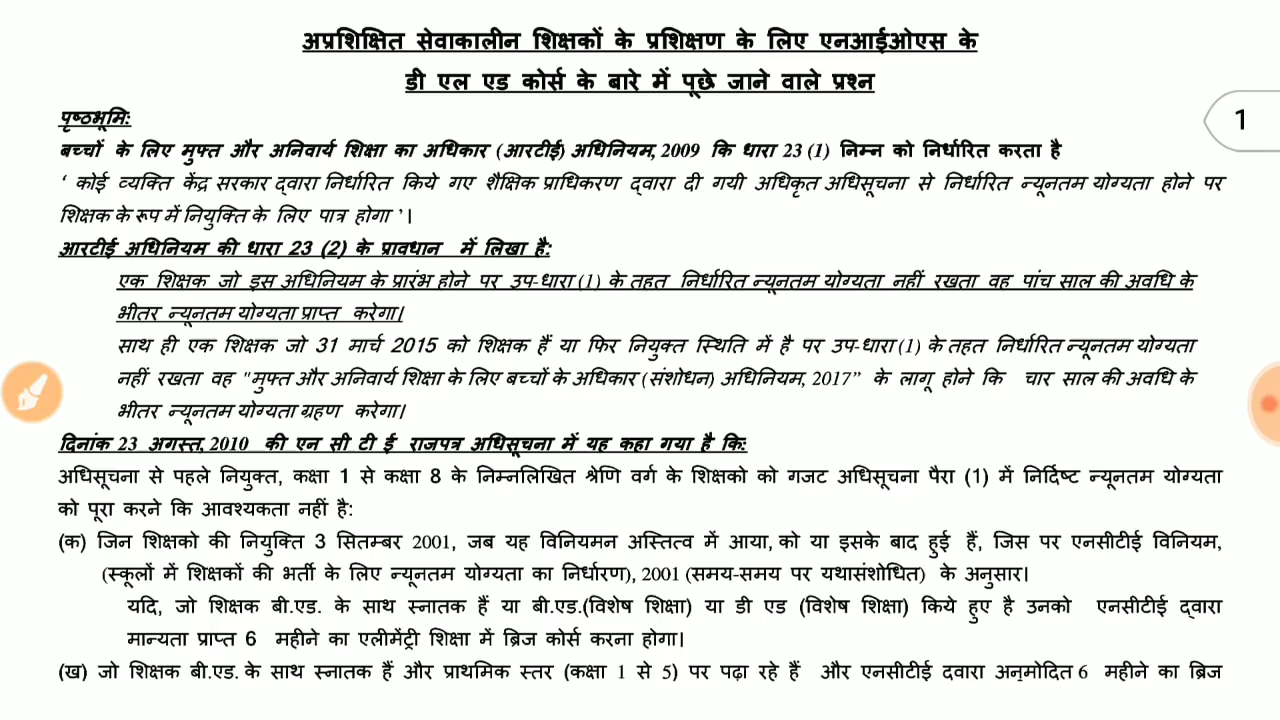 अप्रशिक्षित सेवाकालीन शिक्षकों के प्रशिक्षण के लिए एनआईओएस के
डी एल एड कोर्स के बारे में पूछे जाने वाले प्रश्न
पृष्ठभूमि:
1
बच्चों के लिए मुफ्त और अनिवार्य शिक्षा का अधिकार (आरटीई) अधिनियम, 2009 कि धारा 23 (1) निम्न को निर्धारित करता है
‘ कोई व्यक्ति केंद्र सरकार द्वारा निर्धारित किये गए शैक्षिक प्राधिकरण द्वारा दी गयी अधिकृत अधिसूचना से निर्धारित न्यूनतम योग्यता होने पर
शिक्षक के रूप में नियुक्ति के लिए पात्र होगा ’।
आरटीई अधिनियम की धारा 23 (2) के प्रावधान में लिखा है:
एक शिक्षक जो इस अधिनियम के प्रारंभ होने पर उप-धारा (1) के तहत निर्धारित न्यूनतम योग्यता नहीं रखता वह पांच साल की अवधि के
भीतर न्यूनतम योग्यता प्राप्त करेगा।
साथ ही एक शिक्षक जो 31 मार्च 2015 को शिक्षक हैं या फिर नियुक्त स्थिति में है पर उप-धारा (1) के तहत निर्धारित न्यूनतम योग्यता
नहीं रखता वह "मुफ्त और अनिवार्य शिक्षा के लिए बच्चों के अधिकार (संशोधन) अधिनियम, 2017” के लागू होने कि चार साल की अवधि के
भीतर न्यूनतम योग्यता ग्रहण करेगा।
दिनांक 23 अगस्त, 2010 की एन सी टी ई राजपत्र अधिसूचना में यह कहा गया है कि:
अधिसूचना से पहले नियुक्त, कक्षा 1 से कक्षा 8 के निम्नलिखित श्रेणि वर्ग के शिक्षको को गजट अधिसूचना पैरा (1) में निर्दिष्ट न्यूनतम योग्यता
को पूरा करने कि आवश्यकता नहीं है:
(क) जिन शिक्षको की नियुक्ति 3 सितम्बर 2001, जब यह विनियमन अस्तित्व में आया, को या इसके बाद हुई हैं, जिस पर एनसीटीई विनियम,
(स्कूलों में शिक्षकों की भर्ती के लिए न्यूनतम योग्यता का निर्धारण), 2001 (समय-समय पर यथासंशोधित) के अनुसार।
यदि, जो शिक्षक बी.एड. के साथ स्नातक हैं या बी.एड.(विशेष शिक्षा) या डी एड (विशेष शिक्षा) किये हुए है उनको एनसीटीई द्वारा
मान्यता प्राप्त 6 महीने का एलीमेंट्री शिक्षा में ब्रिज कोर्स करना होगा।
(ख) जो शिक्षक बी.एड. के साथ स्नातक हैं और प्राथमिक स्तर (कक्षा 1 से 5) पर पढ़ा रहे हैं और एनसीटीई दवारा अनुमोदित 6 महीने का ब्रिज